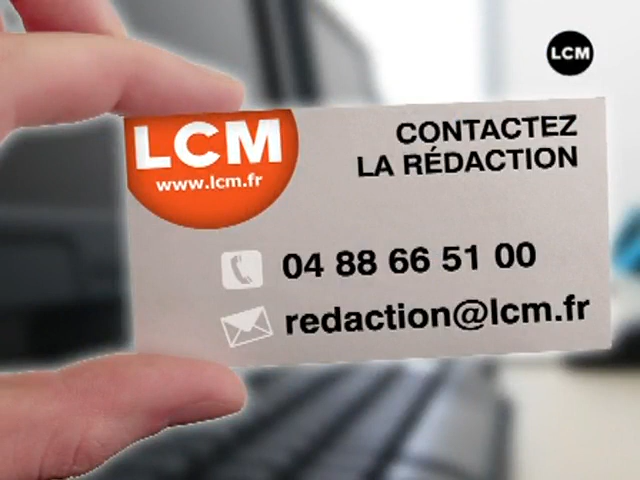 LCM
LCM
www.lcm.fr
CONTACTEZ
LA RÉDACTION
04 88 66 51 00
redaction@lcm.fr